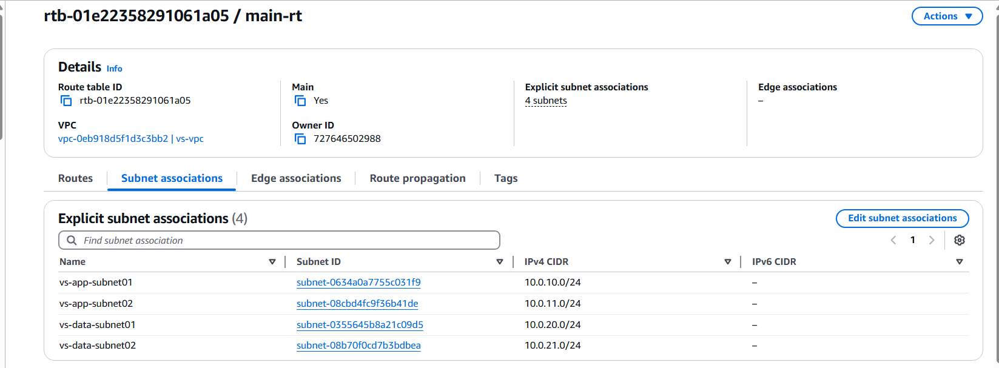 rtb-01e22358291061a05 / main-rt
Actions
Details Info
Route table ID
rtb-01e22358291061a05
Main
Yes
Explicit subnet associations
4 subnets
Edge associations
–
VPC
vpc-0eb918d5f1d3c3bb2 | vs-vpc
Owner ID
727646502988
Routes Subnet associations Edge associations Route propagation Tags
Explicit subnet associations (4)
Edit subnet associations
Find subnet association
1
Name Subnet ID IPv4 CIDR IPv6 CIDR
vs-app-subnet01 subnet-0634a0a7755c031f9 10.0.10.0/24 –
vs-app-subnet02 subnet-08cbd4fc9f36b41de 10.0.11.0/24 –
vs-data-subnet01 subnet-0355645b8a21c09d5 10.0.20.0/24 –
vs-data-subnet02 subnet-08b70f0cd7b3bdbea 10.0.21.0/24 –